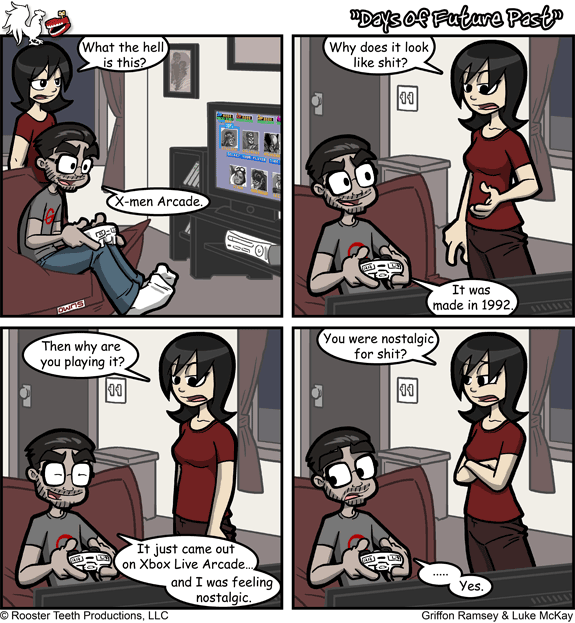 "Days of Future Past"
What the hell
is this?
X-men Arcade.
Why does it look
like shit?
It was
made in 1992.
Then why are
you playing it?
It just came out
on Xbox Live Arcade...
and I was feeling
nostalgic.
You were nostalgic
for shit?
.....
Yes.
© Rooster Teeth Productions, LLC
Griffon Ramsey & Luke McKay